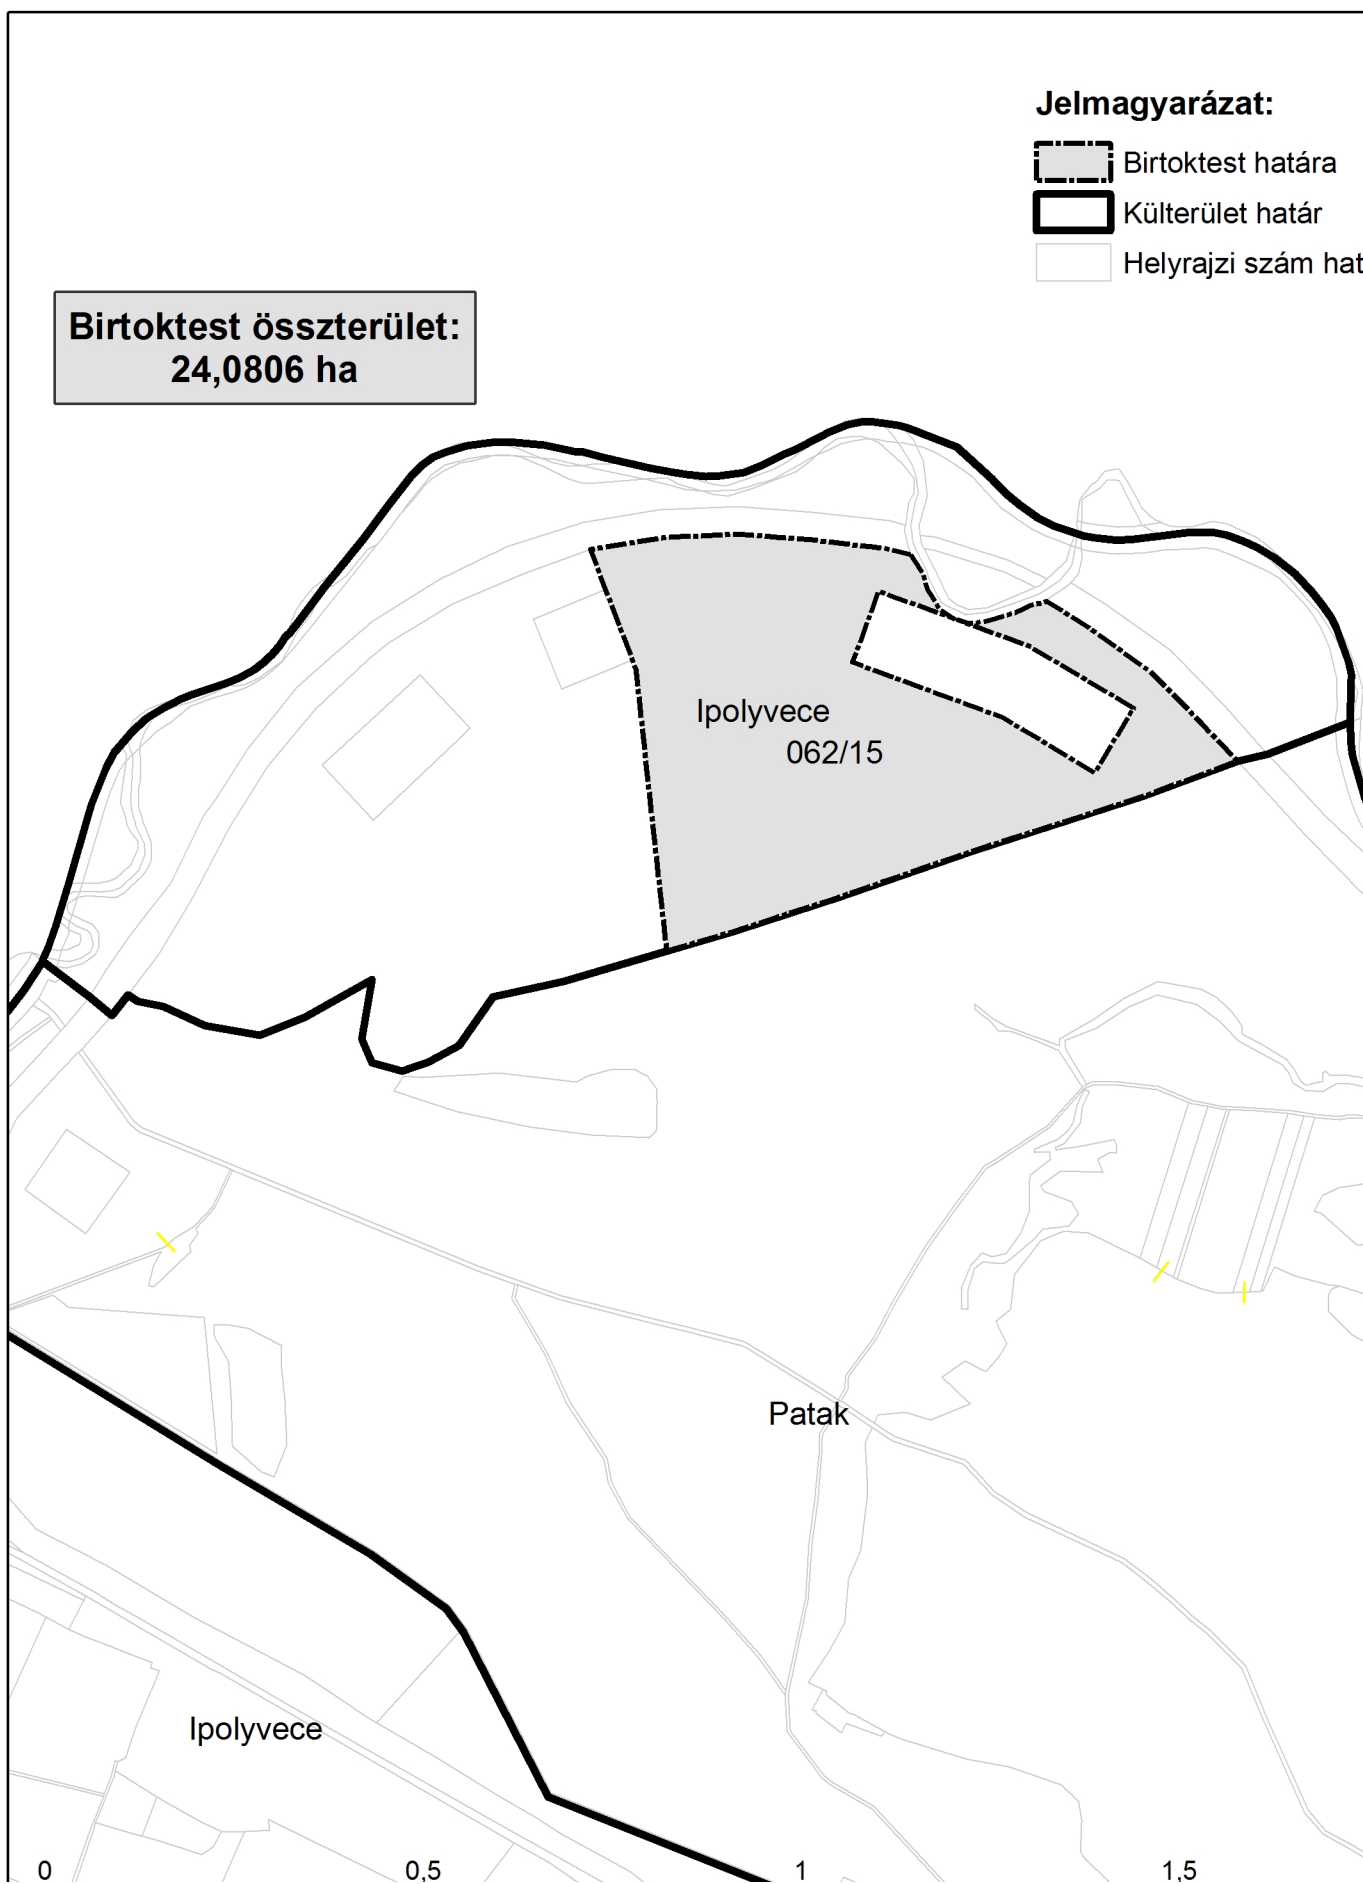 Jelmagyarázat:
Birtoktest határa
Külterület határ
Helyrajzi szám hat
Birtoktest összterület:
24,0806 ha
Ipolyvece
062/15
Patak
Ipolyvece
0 0,5 1 1,5